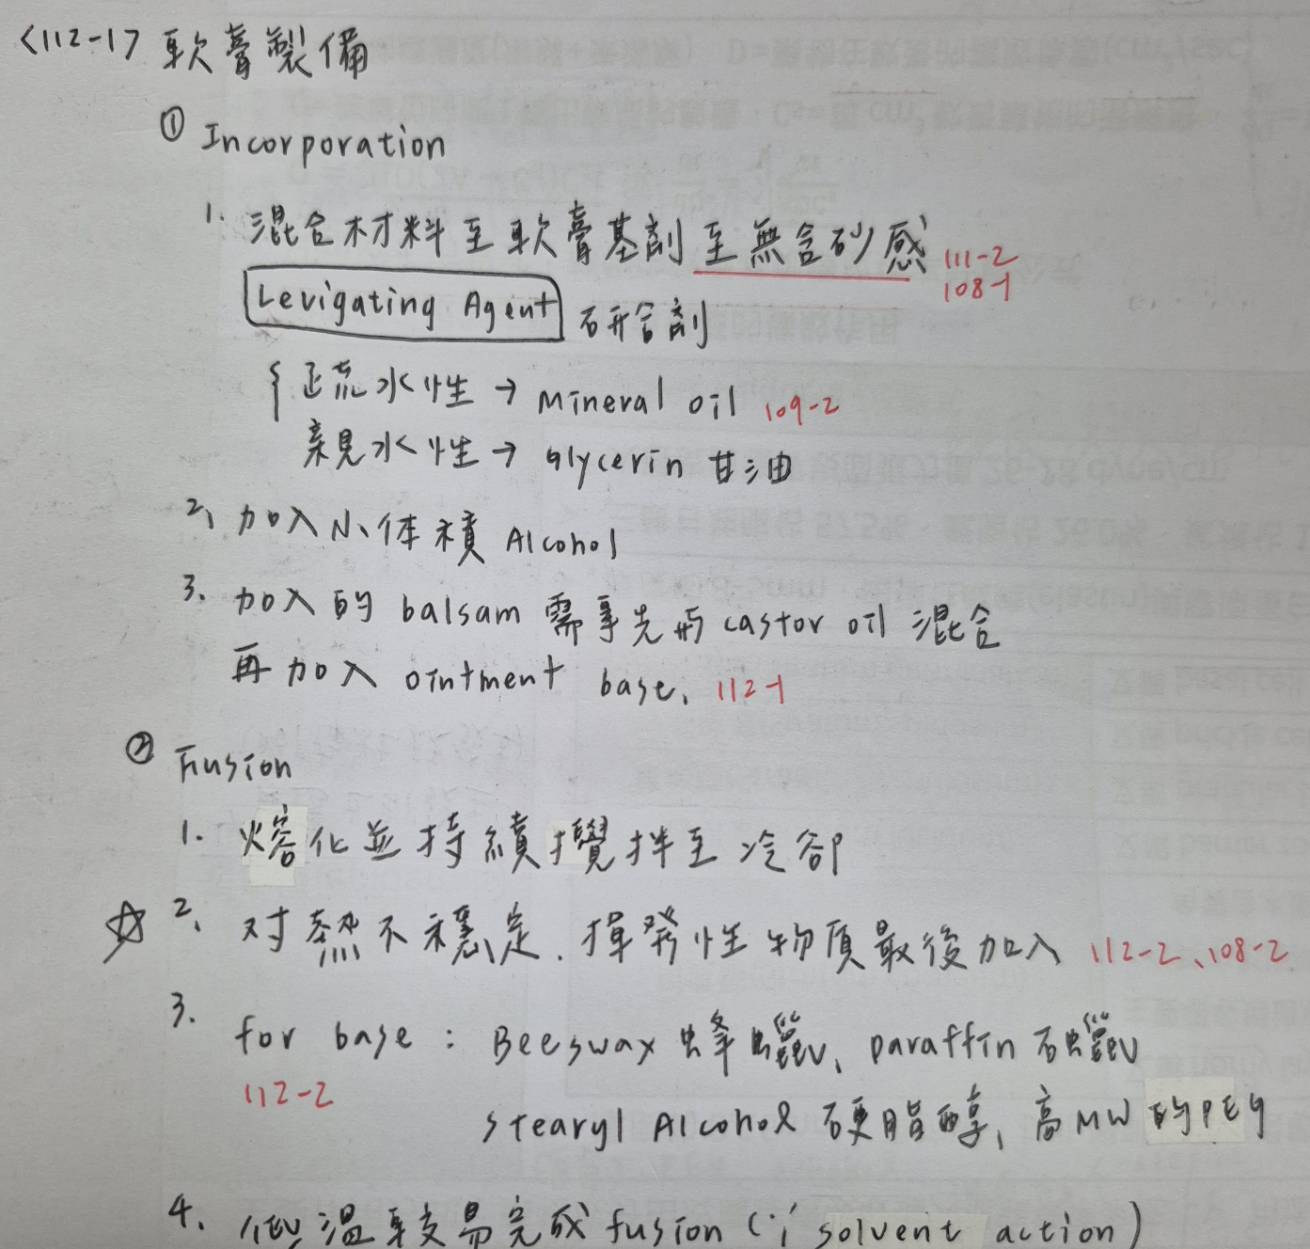 <112-1> 軟膏製備
① Incorporation
1. 混合材料至軟膏基劑至無含砂感 111-2
108-1
Levigating Agent 研合劑
{ 疏水性 → Mineral oil 109-2
親水性 → Glycerin 甘油
2、加入小体積 Alcohol
3. 加入的 balsam 需事先与 castor oil 混合
再加入 ointment base. 112-1
② Fusion
1. 熔化並持續攪拌至冷卻
☆ 2、对熱不穩定、揮発性物质最後加入 112-2、108-2
3. for base : Beeswax 蜂蠟、paraffin 石蠟、
112-2
stearyl Alcohol 硬脂醇、高MW的PEG
4、低溫較易完成 fusion (∵ solvent action)